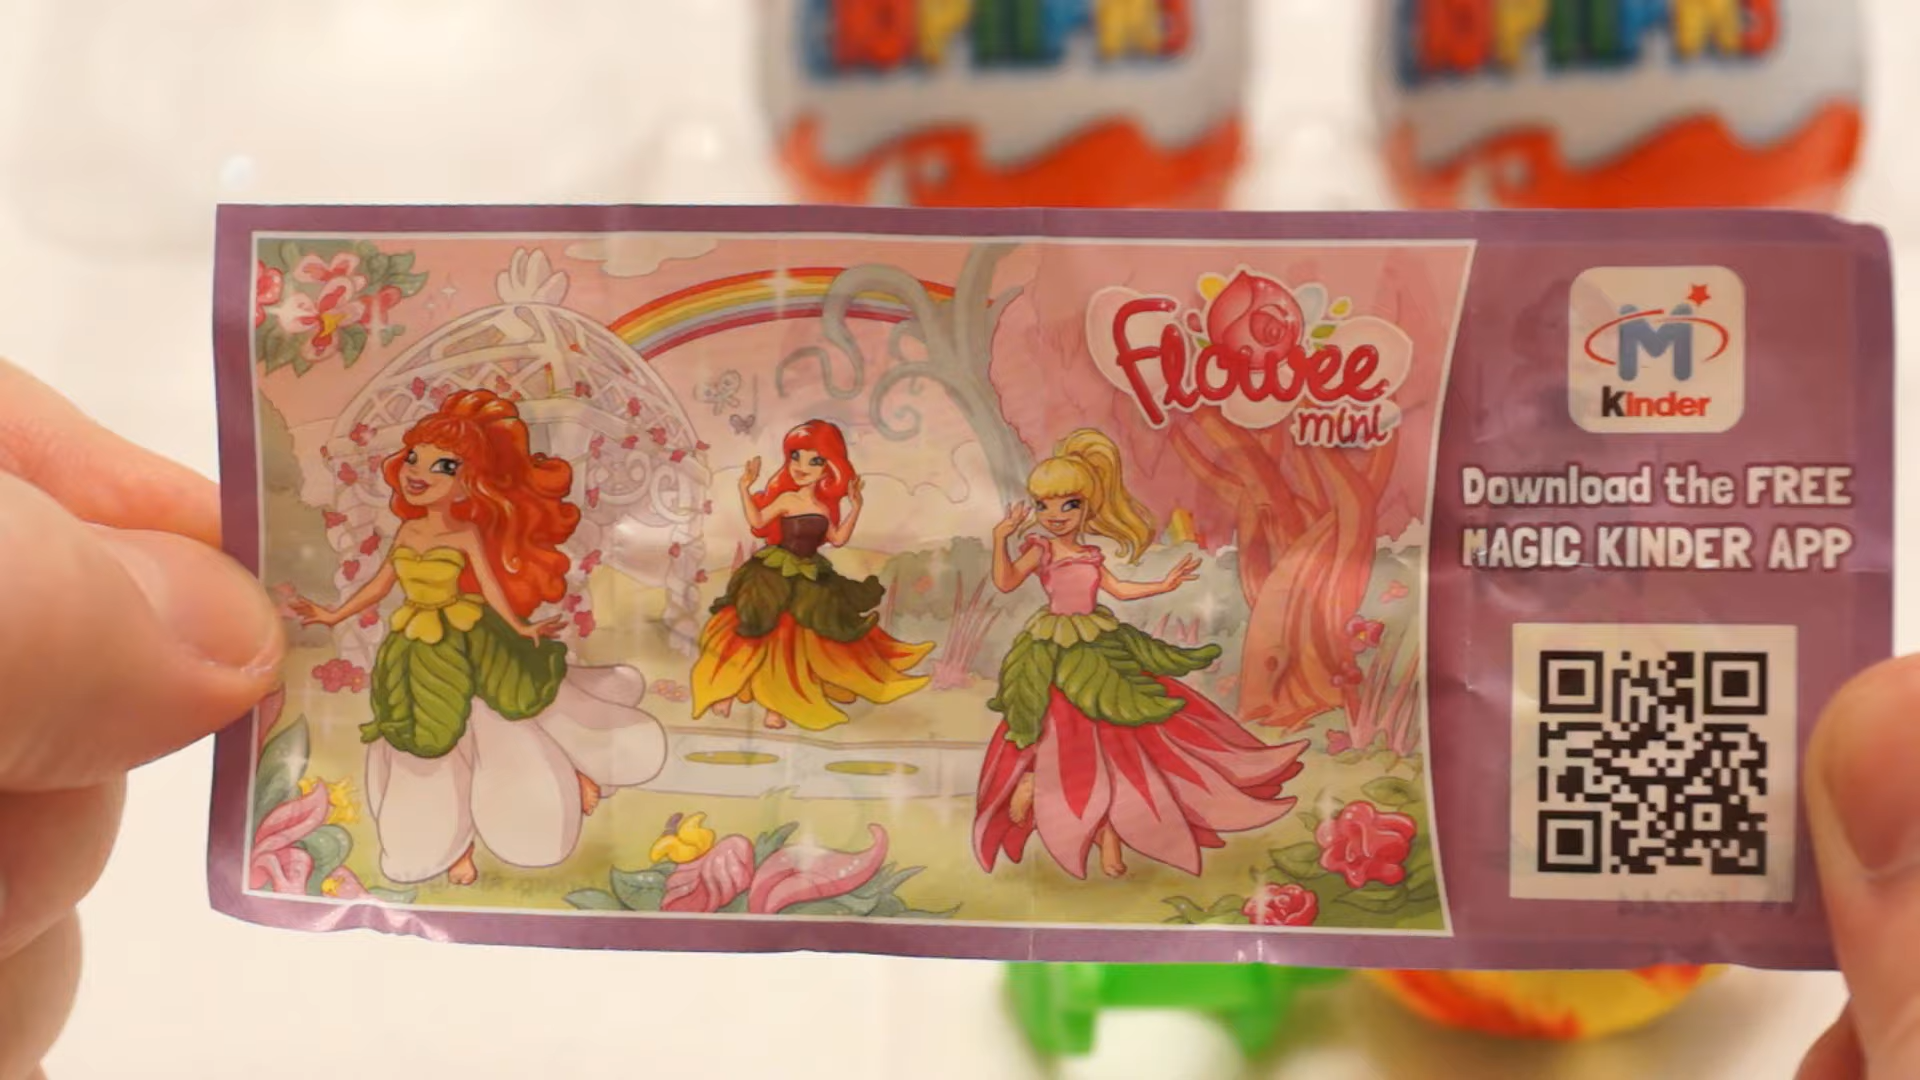 Flowee
mini
Kinder
Download the FREE
MAGIC KINDER APP